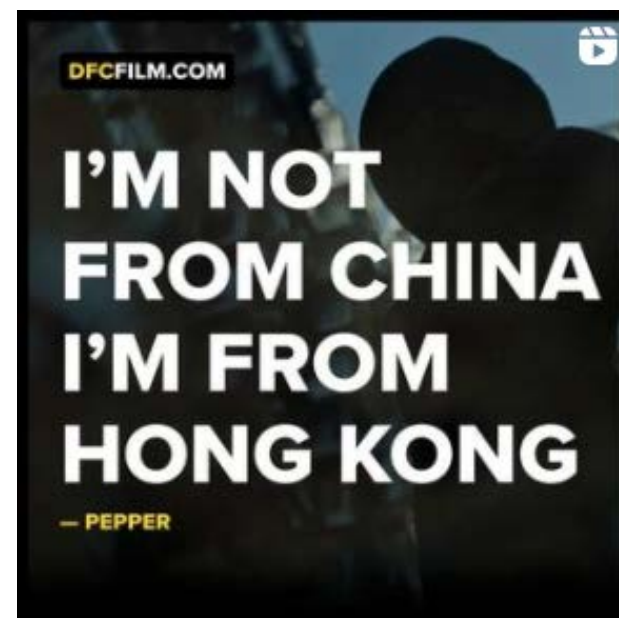 DFCFILM.COM
I'M NOT
FROM CHINA
I'M FROM
HONG KONG
— PEPPER